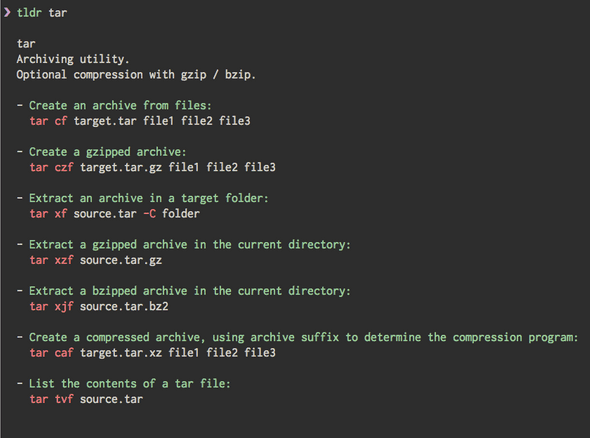 ❯ tldr tar
tar
Archiving utility.
Optional compression with gzip / bzip.
- Create an archive from files:
tar cf target.tar file1 file2 file3
- Create a gzipped archive:
tar czf target.tar.gz file1 file2 file3
- Extract an archive in a target folder:
tar xf source.tar -C folder
- Extract a gzipped archive in the current directory:
tar xzf source.tar.gz
- Extract a bzipped archive in the current directory:
tar xjf source.tar.bz2
- Create a compressed archive, using archive suffix to determine the compression program:
tar caf target.tar.xz file1 file2 file3
- List the contents of a tar file:
tar tvf source.tar